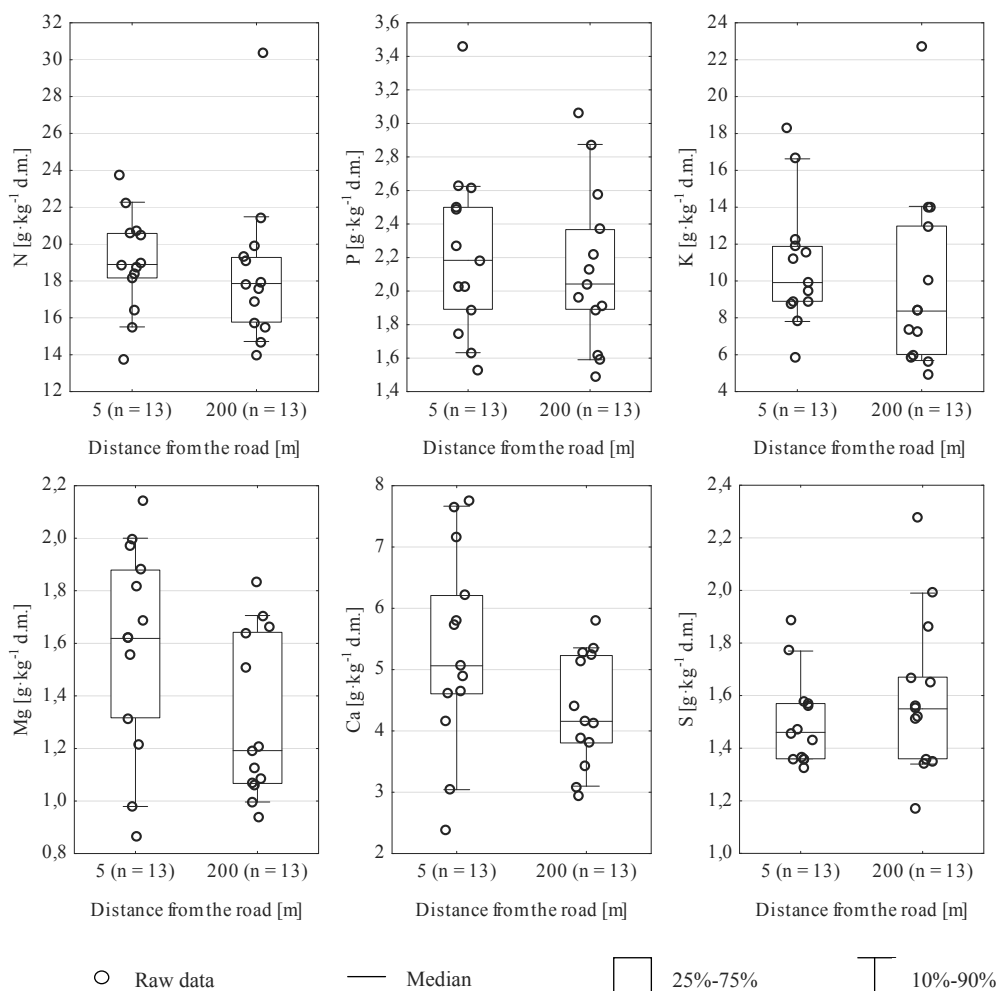 N [g·kg⁻¹ d.m.]
32
30
28
26
24
22
20
18
16
14
12
5 (n = 13)
200 (n = 13)
Distance from the road [m]
P [g·kg⁻¹ d.m.]
3,6
3,4
3,2
3,0
2,8
2,6
2,4
2,2
2,0
1,8
1,6
1,4
5 (n = 13)
200 (n = 13)
Distance from the road [m]
K [g·kg⁻¹ d.m.]
24
22
20
18
16
14
12
10
8
6
4
5 (n = 13)
200 (n = 13)
Distance from the road [m]
Mg [g·kg⁻¹ d.m.]
2,2
2,0
1,8
1,6
1,4
1,2
1,0
0,8
5 (n = 13)
200 (n = 13)
Distance from the road [m]
Ca [g·kg⁻¹ d.m.]
8
7
6
5
4
3
2
5 (n = 13)
200 (n = 13)
Distance from the road [m]
S [g·kg⁻¹ d.m.]
2,4
2,2
2,0
1,8
1,6
1,4
1,2
1,0
5 (n = 13)
200 (n = 13)
Distance from the road [m]
Raw data
Median
25%-75%
10%-90%